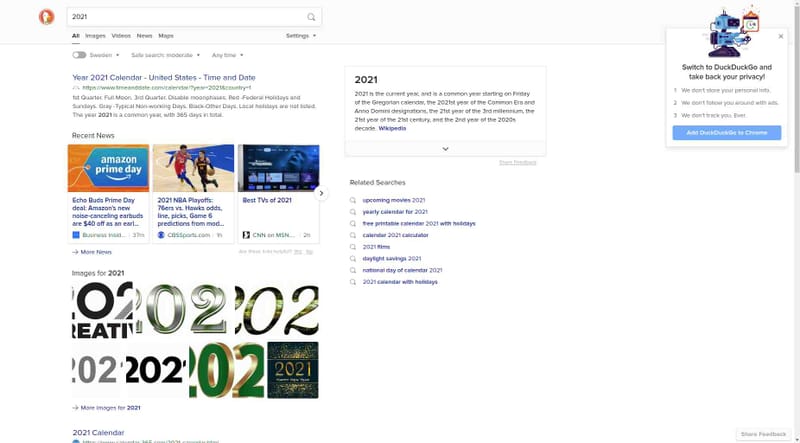 2021
All Images Videos News Maps Settings
Sweden Safe search: moderate Any time
Year 2021 Calendar - United States - Time and Date
https://www.timeanddate.com/calendar/?year=2021&country=1
1st Quarter. Full Moon. 3rd Quarter. Disable moonphases. Red -Federal Holidays and
Sundays. Gray -Typical Non-working Days. Black-Other Days. Local holidays are not listed.
The year 2021 is a common year, with 365 days in total.
Recent News
amazon
prime day
Echo Buds Prime Day
deal: Amazon's new
noise-canceling earbuds
are $40 off as an earl...
Business Insid... 37m
2021 NBA Playoffs:
76ers vs. Hawks odds,
line, picks, Game 6
predictions from mod...
CBSSports.com 1h
Best TVs of 2021
CNN on MSN... 2h
→ More News
Are these links helpful? Yes No
Images for 2021
202
REATIV
2021
MERRY NEW YEAR
→ More Images for 2021
2021 Calendar
2021
2021 is the current year, and is a common year starting on Friday
of the Gregorian calendar, the 2021st year of the Common Era and
Anno Domini designations, the 21st year of the 3rd millennium, the
21st year of the 21st century, and the 2nd year of the 2020s
decade. Wikipedia
Share Feedback
Related Searches
upcoming movies 2021
yearly calendar for 2021
free printable calendar 2021 with holidays
calendar 2021 calculator
2021 films
daylight savings 2021
national day of calendar 2021
2021 calendar with holidays
Switch to DuckDuckGo and
take back your privacy!
1 We don't store your personal info.
2 We don't follow you around with ads.
3 We don't track you. Ever.
Add DuckDuckGo to Chrome
Share Feedback